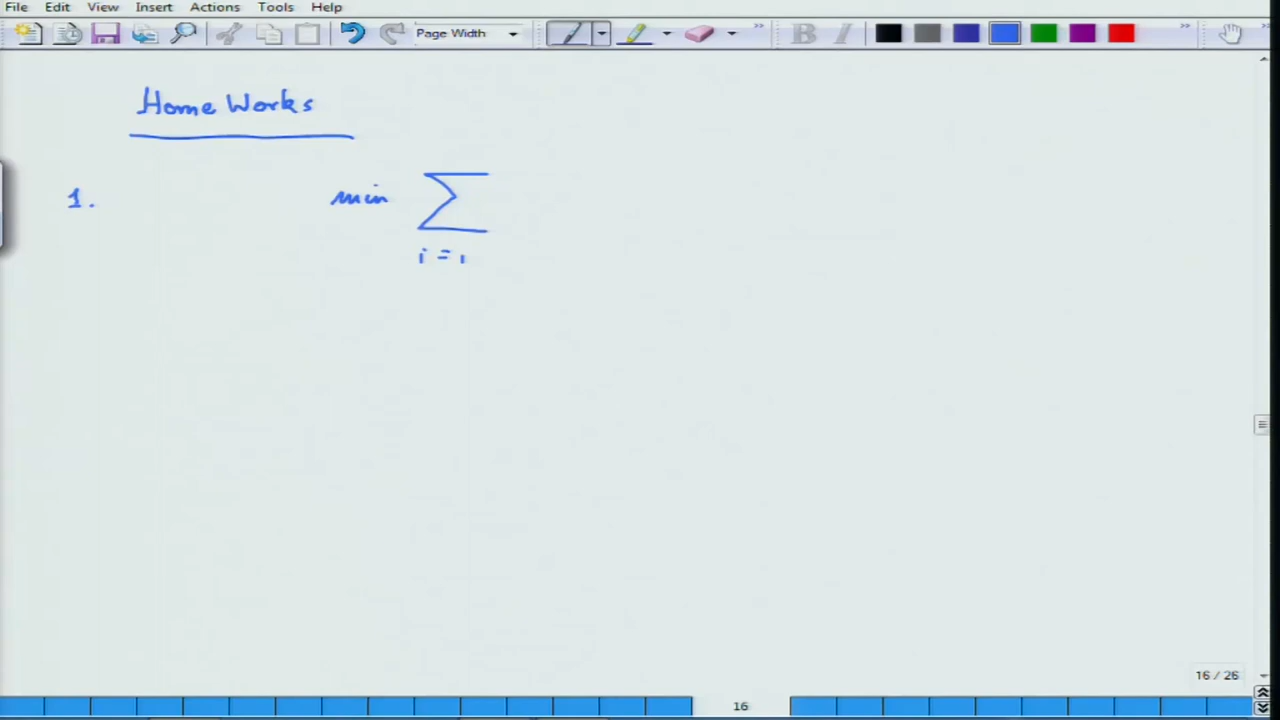 File Edit View Insert Actions Tools Help
Page Width
Home Works
1. min ∑
i = 1
16 / 26
16